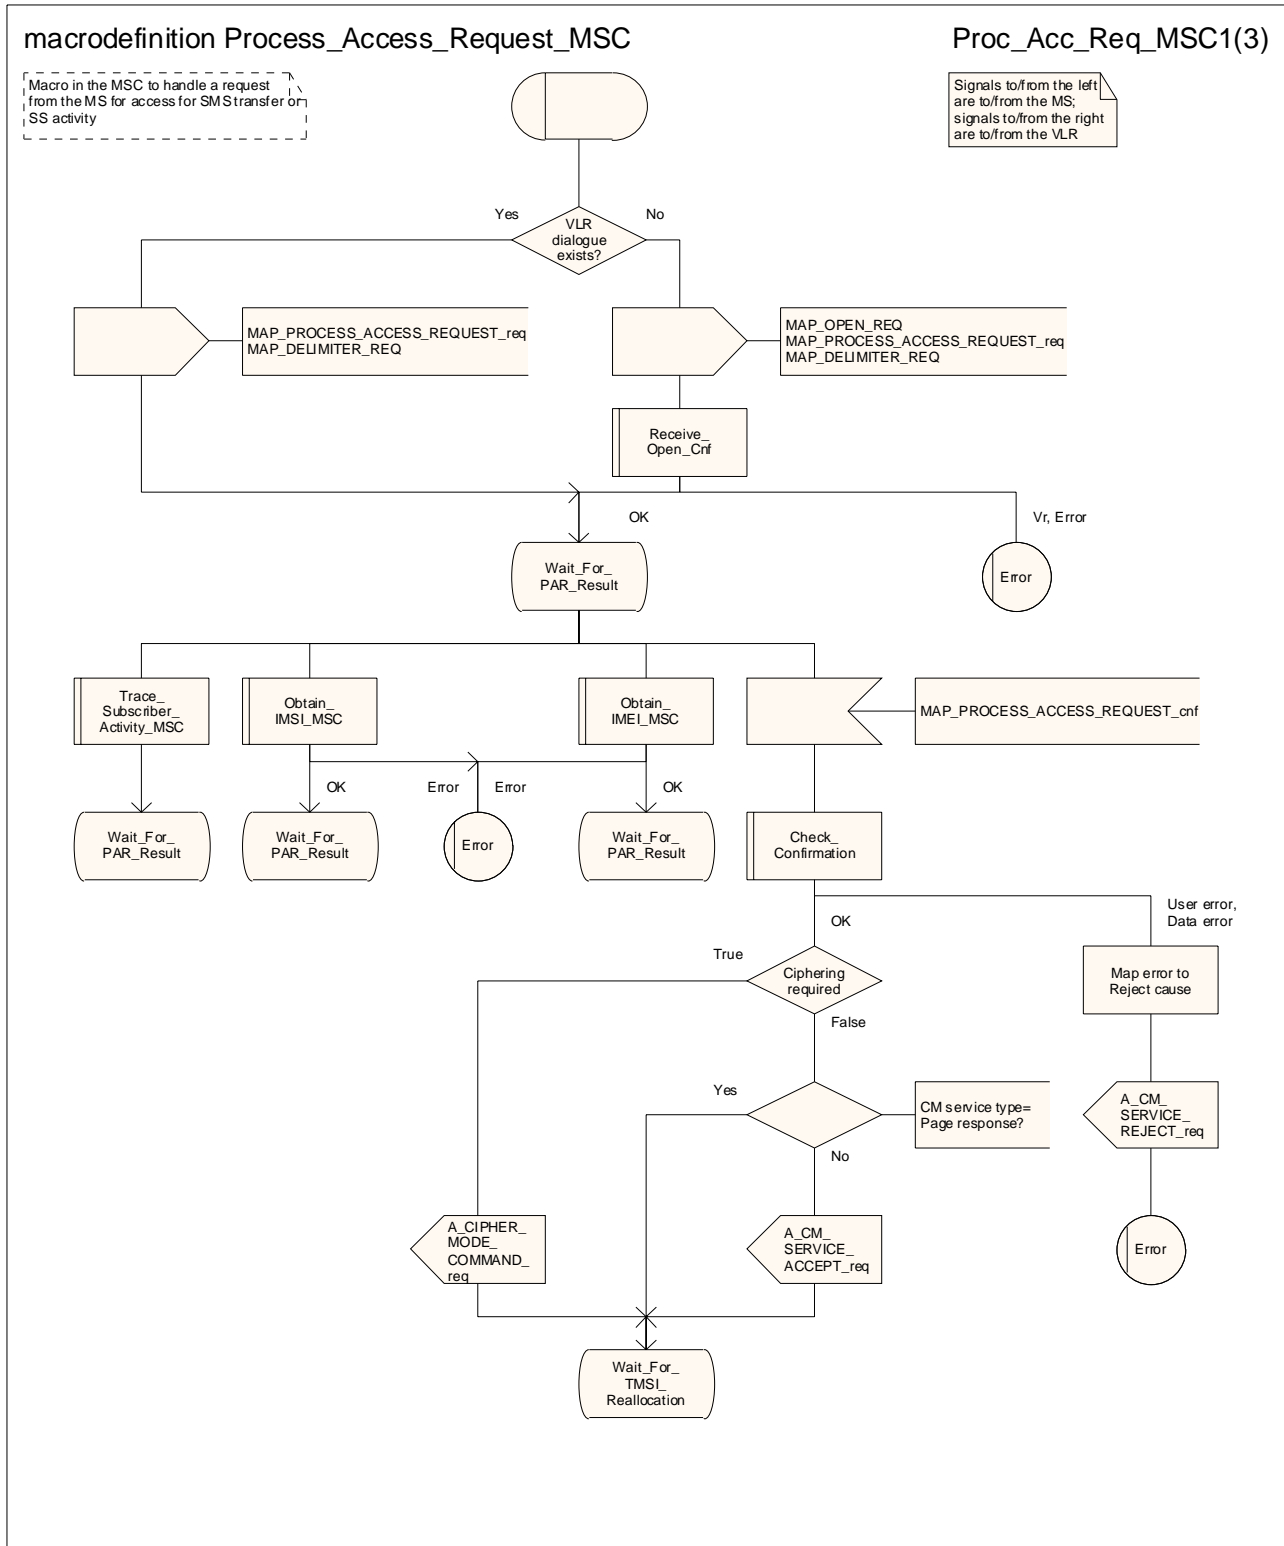 macrodefinition Process_Access_Request_MSC
Proc_Acc_Req_MSC1(3)
Macro in the MSC to handle a request
from the MS for access for SMS transfer or
SS activity
Signals to/from the left
are to/from the MS;
signals to/from the right
are to/from the VLR
Yes
No
VLR
dialogue
exists?
MAP_PROCESS_ACCESS_REQUEST_req
MAP_DELIMITER_REQ
MAP_OPEN_REQ
MAP_PROCESS_ACCESS_REQUEST_req
MAP_DELIMITER_REQ
Receive_
Open_Cnf
OK
Vr, Error
Wait_For_
PAR_Result
Error
Trace_
Subscriber_
Activity_MSC
Obtain_
IMSI_MSC
Obtain_
IMEI_MSC
MAP_PROCESS_ACCESS_REQUEST_cnf
OK
Error
Error
OK
Wait_For_
PAR_Result
Wait_For_
PAR_Result
Error
Wait_For_
PAR_Result
Check_
Confirmation
User error,
Data error
OK
True
Ciphering
required
Map error to
Reject cause
False
Yes
CM service type=
Page response?
A_CM_
SERVICE_
REJECT_req
No
A_CIPHER_
MODE_
COMMAND_
req
A_CM_
SERVICE_
ACCEPT_req
Error
Wait_For_
TMSI_
Reallocation